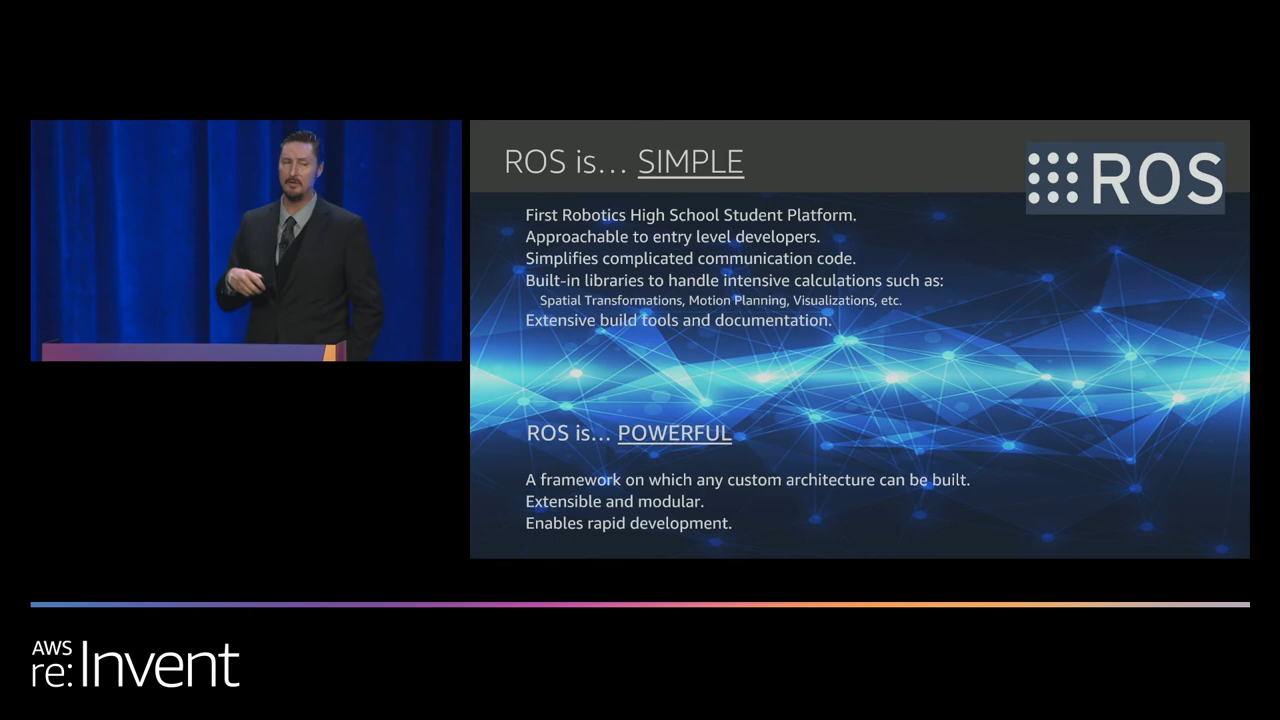 ROS is... SIMPLE
ROS
First Robotics High School Student Platform.
Approachable to entry level developers.
Simplifies complicated communication code.
Built-in libraries to handle intensive calculations such as:
Spatial Transformations, Motion Planning, Visualizations, etc.
Extensive build tools and documentation.
ROS is... POWERFUL
A framework on which any custom architecture can be built.
Extensible and modular.
Enables rapid development.
AWS
re:Invent